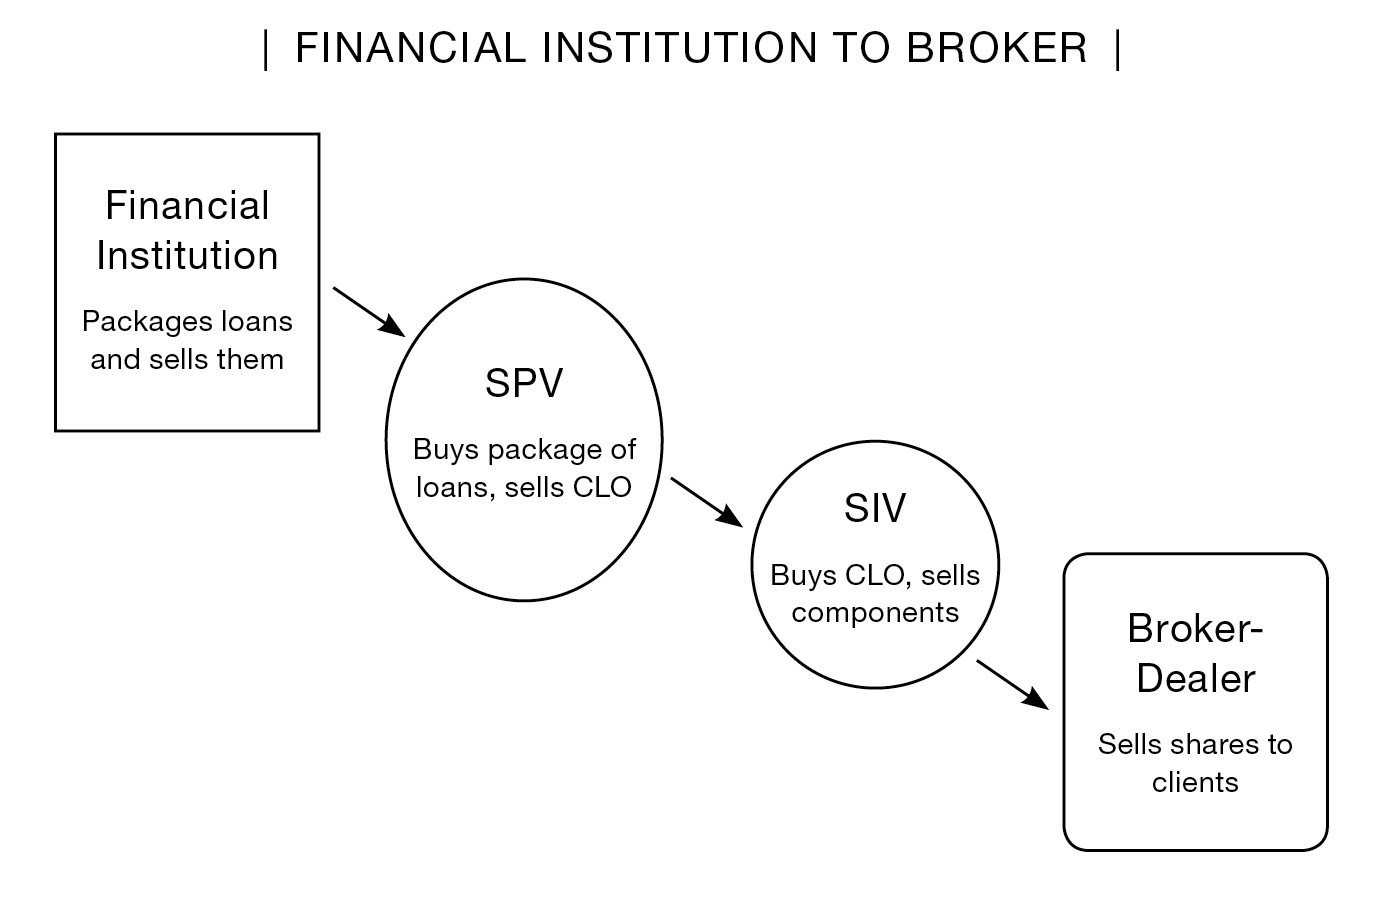 | FINANCIAL INSTITUTION TO BROKER |
Financial
Institution
Packages loans
and sells them
SPV
Buys package of
loans, sells CLO
SIV
Buys CLO, sells
components
Broker-
Dealer
Sells shares to
clients